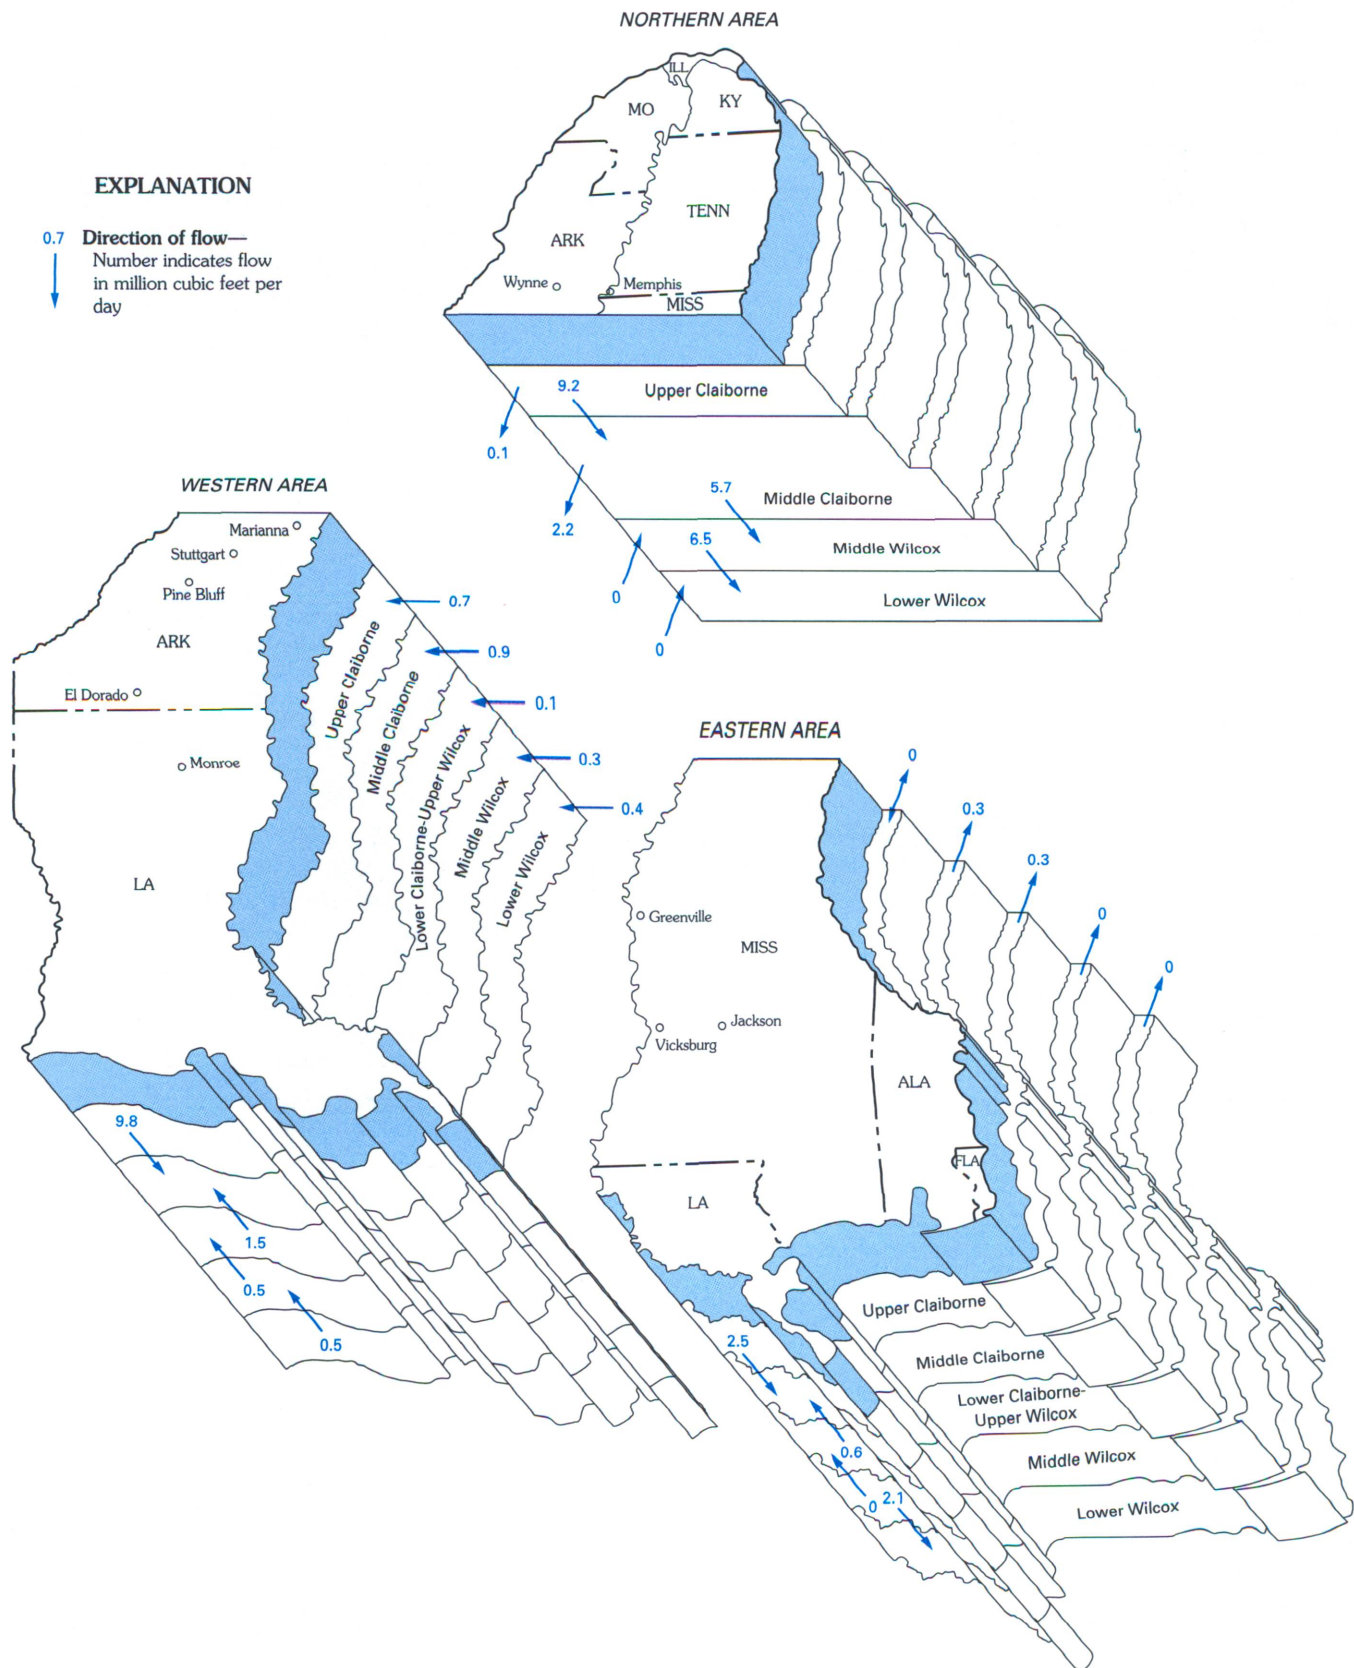 NORTHERN AREA
ILL
MO
KY
TENN
ARK
Wynne
Memphis
MISS
EXPLANATION
0.7 Direction of flow—
Number indicates flow
in million cubic feet per
day
Upper Claiborne
9.2
0.1
Middle Claiborne
5.7
2.2
Middle Wilcox
6.5
0
Lower Wilcox
0
WESTERN AREA
Marianna
Stuttgart
Pine Bluff
ARK
El Dorado
Monroe
LA
0.7
0.9
0.1
0.3
0.4
Upper Claiborne
Middle Claiborne
Lower Claiborne-Upper Wilcox
Middle Wilcox
Lower Wilcox
9.8
1.5
0.5
0.5
EASTERN AREA
0
0.3
0.3
0
0
Greenville
MISS
Jackson
Vicksburg
ALA
FLA
LA
Upper Claiborne
Middle Claiborne
Lower Claiborne-
Upper Wilcox
Middle Wilcox
Lower Wilcox
2.5
0.6
0
2.1